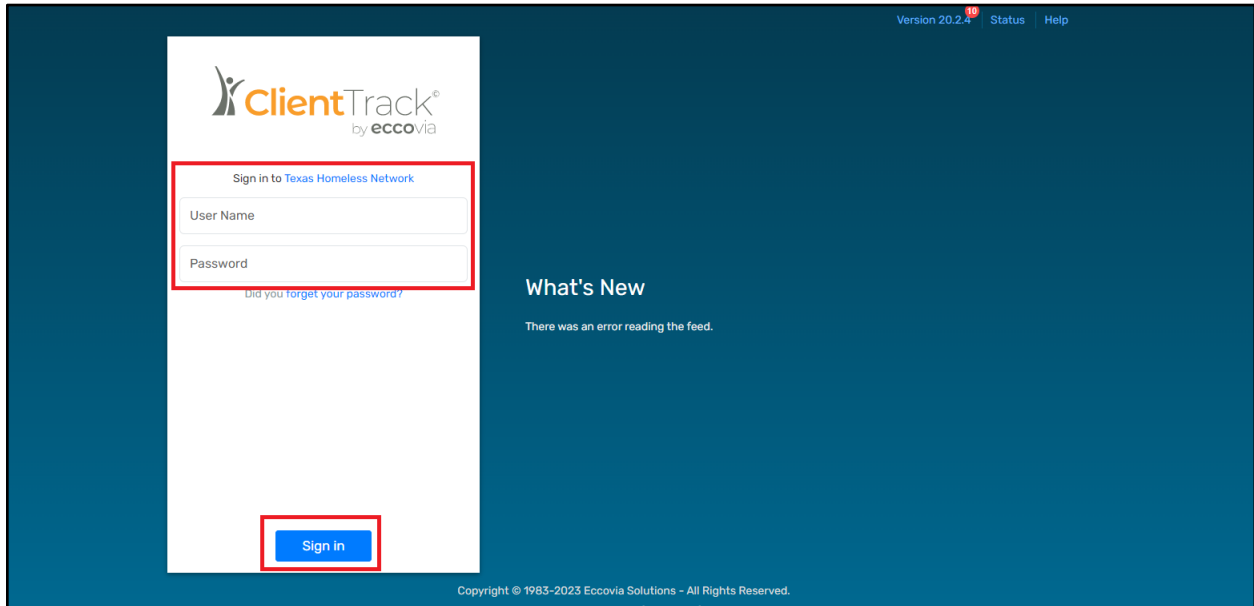 Version 20.2.4 10 Status Help
ClientTrack©
by eccovia
Sign in to Texas Homeless Network
User Name
Password
Did you forget your password?
What's New
There was an error reading the feed.
Sign in
Copyright © 1983-2023 Eccovia Solutions - All Rights Reserved.